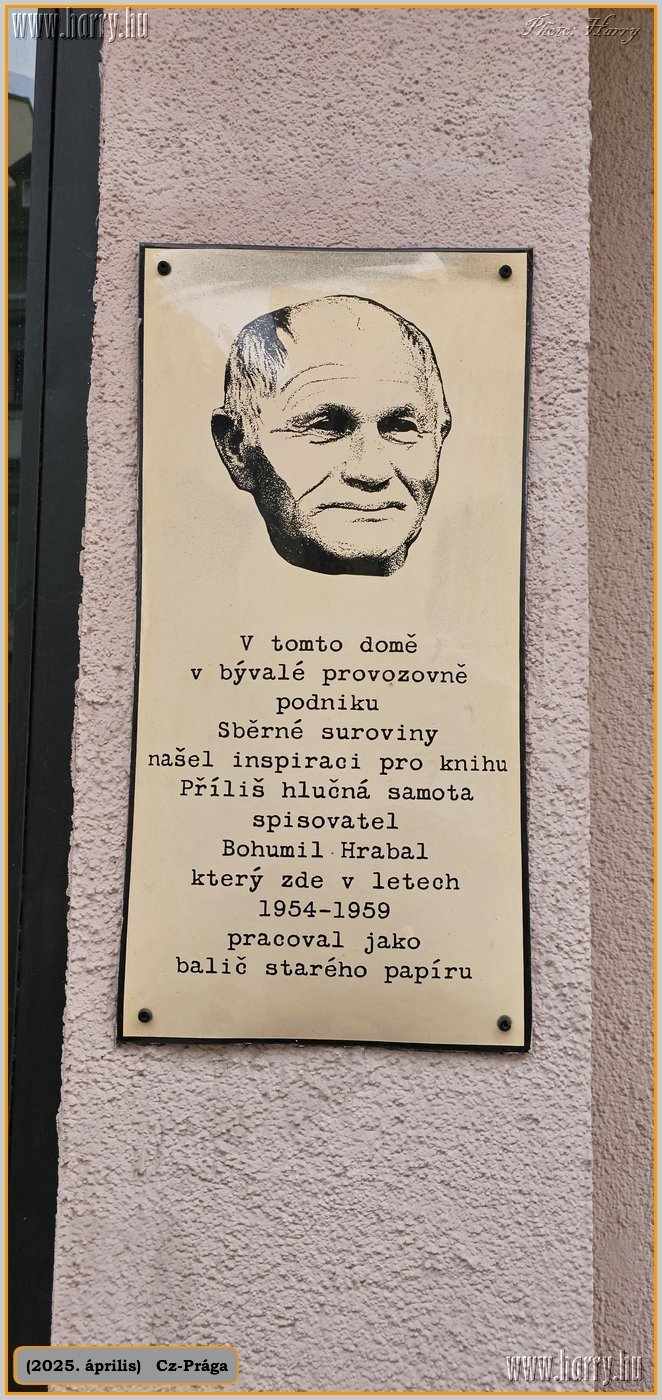 www.harry.hu
Photo: Harry
V tomto domě
v bývalé provozovně
podniku
Sběrné suroviny
našel inspiraci pro knihu
Příliš hlučná samota
spisovatel
Bohumil Hrabal
který zde v letech
1954-1959
pracoval jako
balič starého papíru
(2025. április) Cz-Prága
www.harry.hu